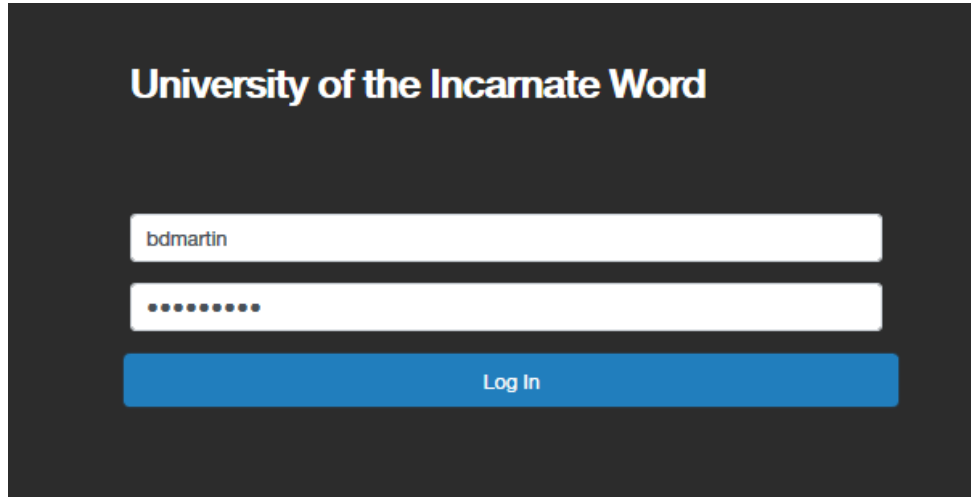 University of the Incarnate Word
bdmartin
•••••••••
Log In